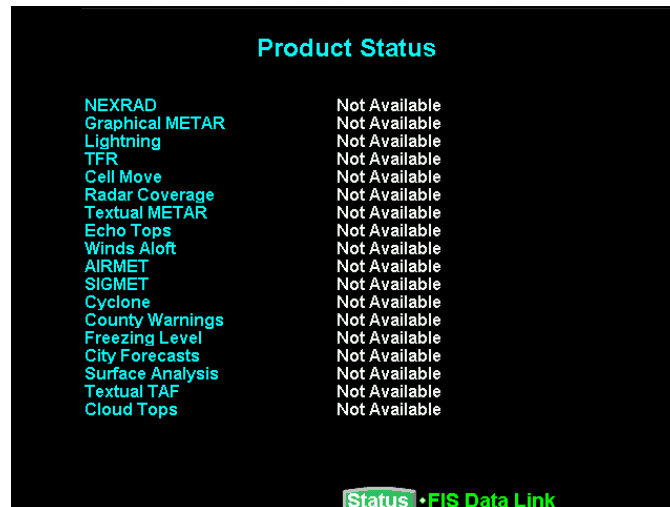 Product Status
NEXRAD Not Available
Graphical METAR Not Available
Lightning Not Available
TFR Not Available
Cell Move Not Available
Radar Coverage Not Available
Textual METAR Not Available
Echo Tops Not Available
Winds Aloft Not Available
AIRMET Not Available
SIGMET Not Available
Cyclone Not Available
County Warnings Not Available
Freezing Level Not Available
City Forecasts Not Available
Surface Analysis Not Available
Textual TAF Not Available
Cloud Tops Not Available
Status •FIS Data Link